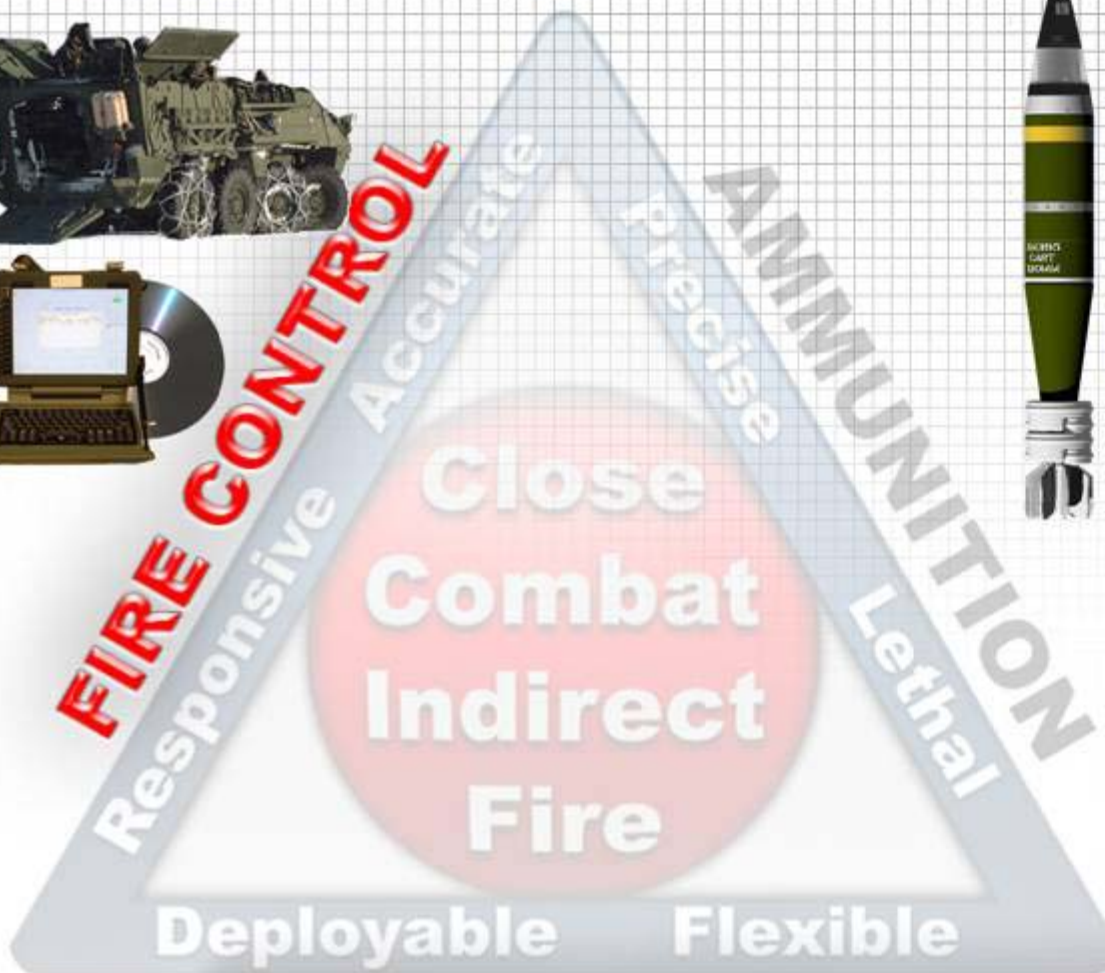 FIRE CONTROL
Accurate
Responsive
Precise
Lethal
AMMUNITION
Close
Combat
Indirect
Fire
Deployable Flexible